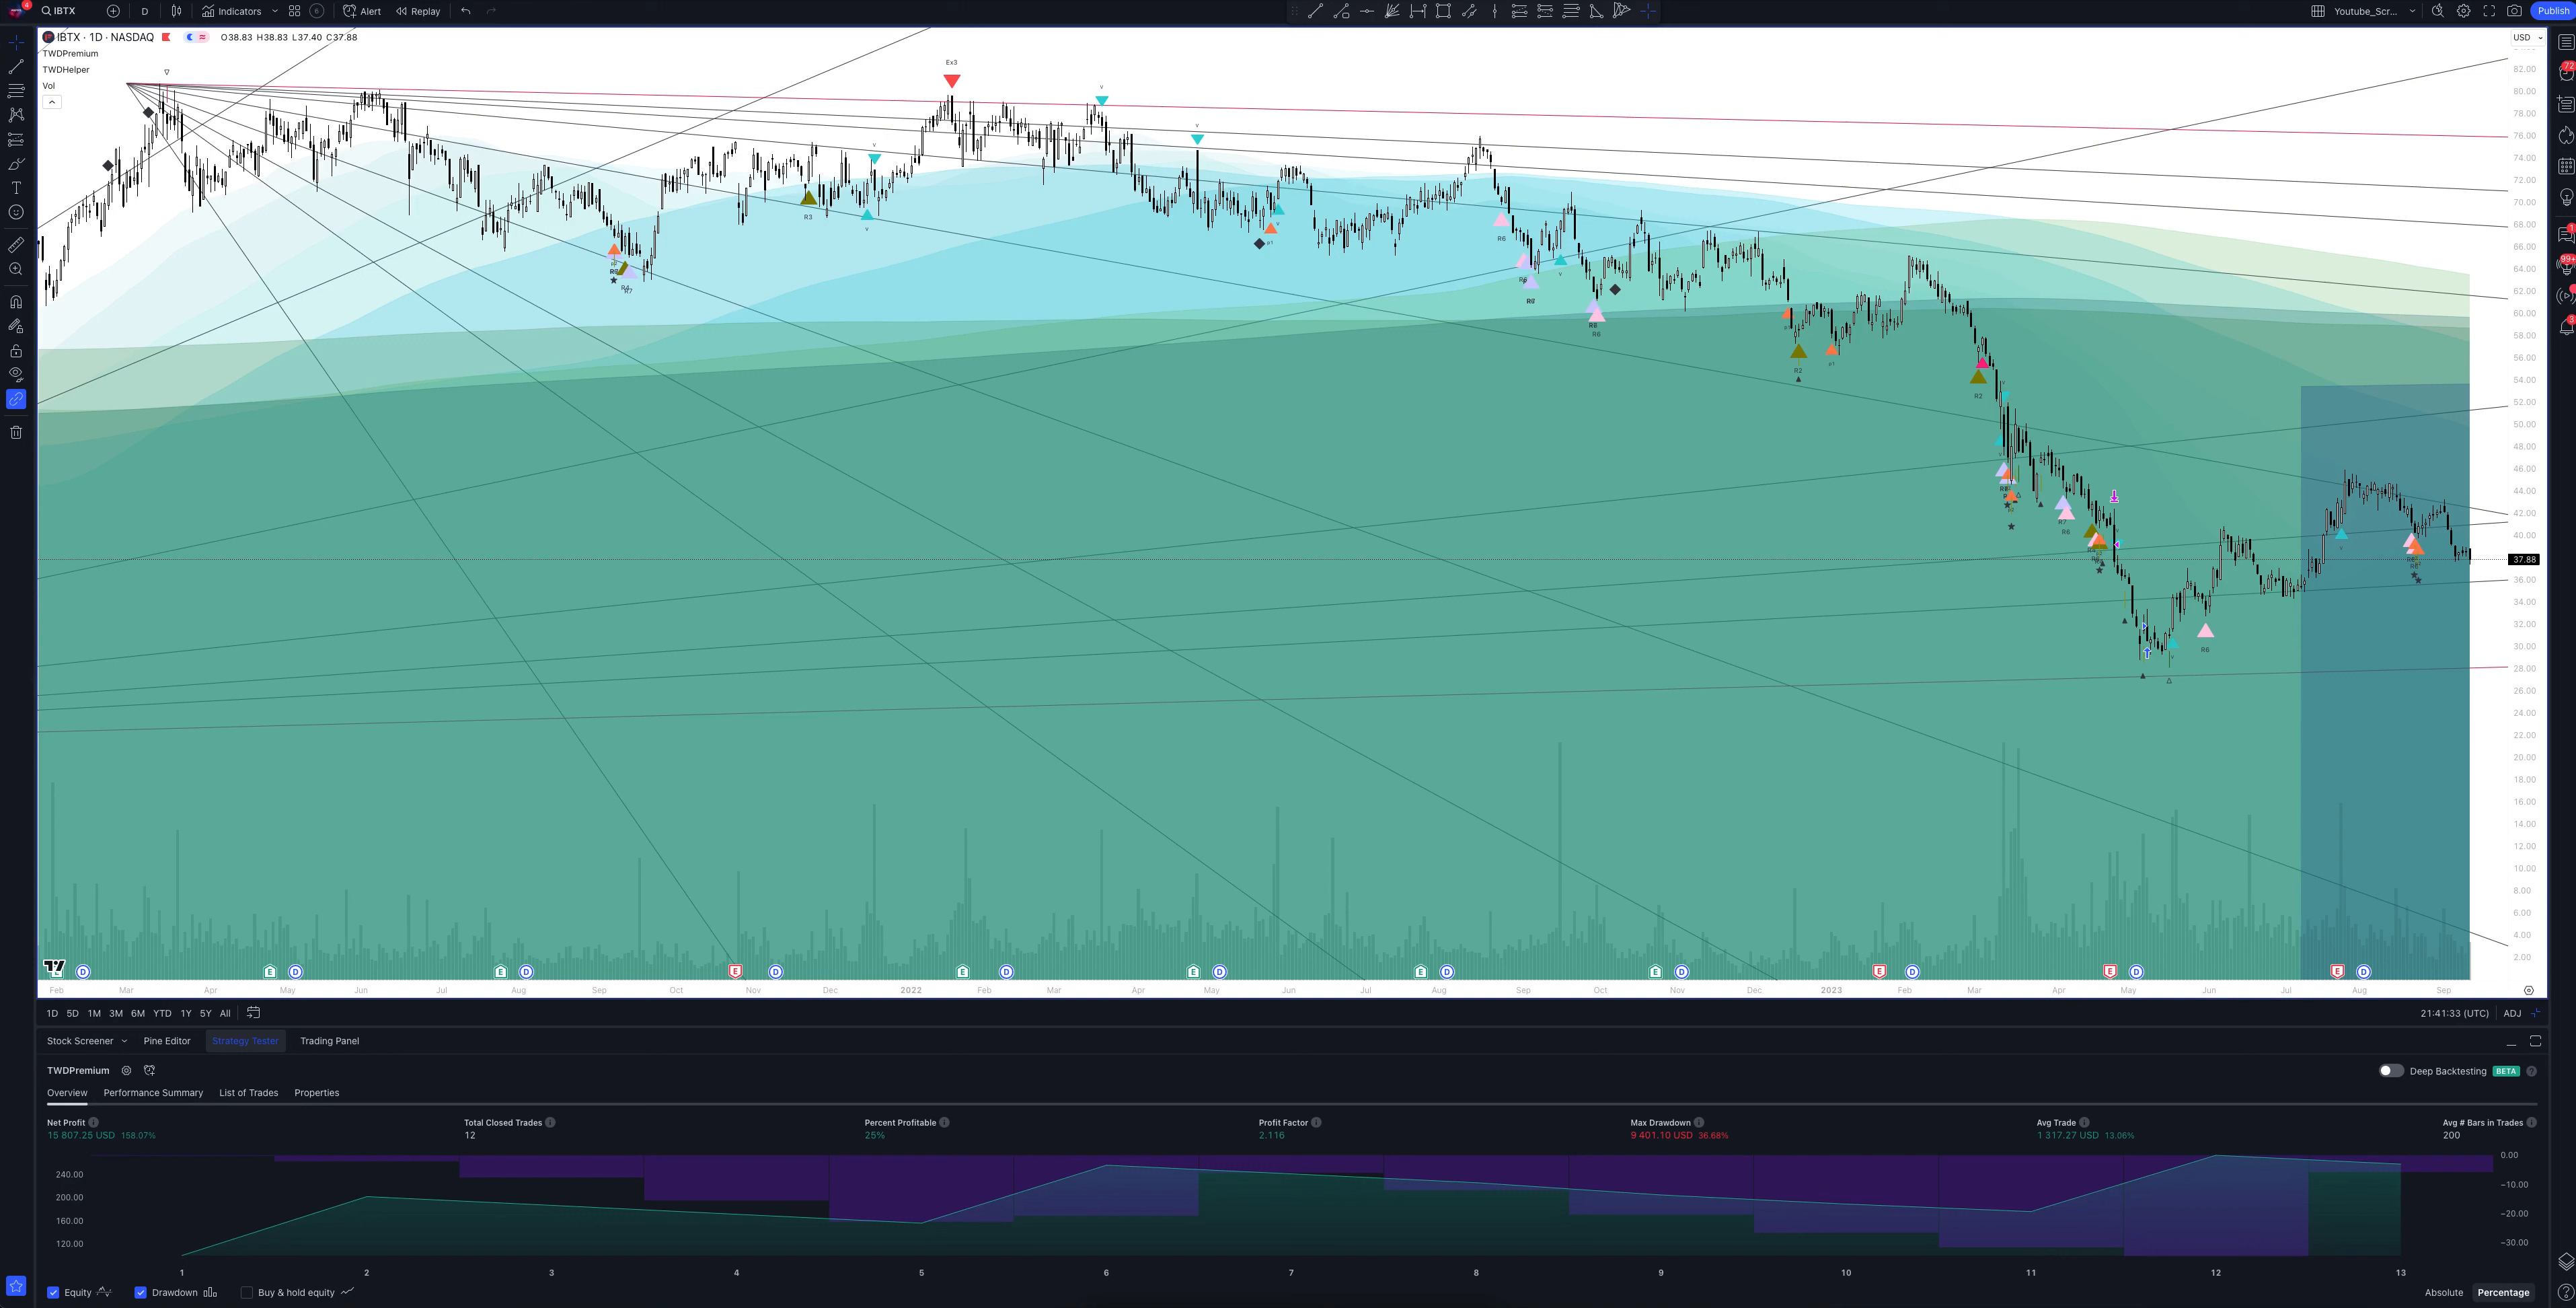 4
IBTX
D
Indicators
6
Alert
Replay
Youtube_Scr...
Publish
IBTX · 1D · NASDAQ
O38.83 H38.83 L37.40 C37.88
TWDPremium
TWDHelper
Vol
USD
82.00
80.00
78.00
76.00
74.00
72.00
70.00
68.00
66.00
64.00
62.00
60.00
58.00
56.00
54.00
52.00
50.00
48.00
46.00
44.00
42.00
40.00
37.88
36.00
34.00
32.00
30.00
28.00
26.00
24.00
22.00
20.00
18.00
16.00
14.00
12.00
10.00
8.00
6.00
4.00
2.00
72
1
99+
3
Ex3
v
v
v
R3
v
R7
R6
v
R6
R2
R2
R7
R6
R6
E D E D E D E D E D E D E D E D E D E D
Feb Mar Apr May Jun Jul Aug Sep Oct Nov Dec 2022 Feb Mar Apr May Jun Jul Aug Sep Oct Nov Dec 2023 Feb Mar Apr May Jun Jul Aug Sep
1D 5D 1M 3M 6M YTD 1Y 5Y All
21:41:33 (UTC) ADJ
Stock Screener Pine Editor Strategy Tester Trading Panel
TWDPremium
Deep Backtesting BETA
Overview Performance Summary List of Trades Properties
Net Profit Total Closed Trades Percent Profitable Profit Factor Max Drawdown Avg Trade Avg # Bars in Trades
15 807.25 USD 158.07% 12 25% 2.116 9 401.10 USD 36.68% 1 317.27 USD 13.06% 200
240.00
200.00
160.00
120.00
0.00
−10.00
−20.00
−30.00
1 2 3 4 5 6 7 8 9 10 11 12 13
Equity Drawdown Buy & hold equity
Absolute Percentage